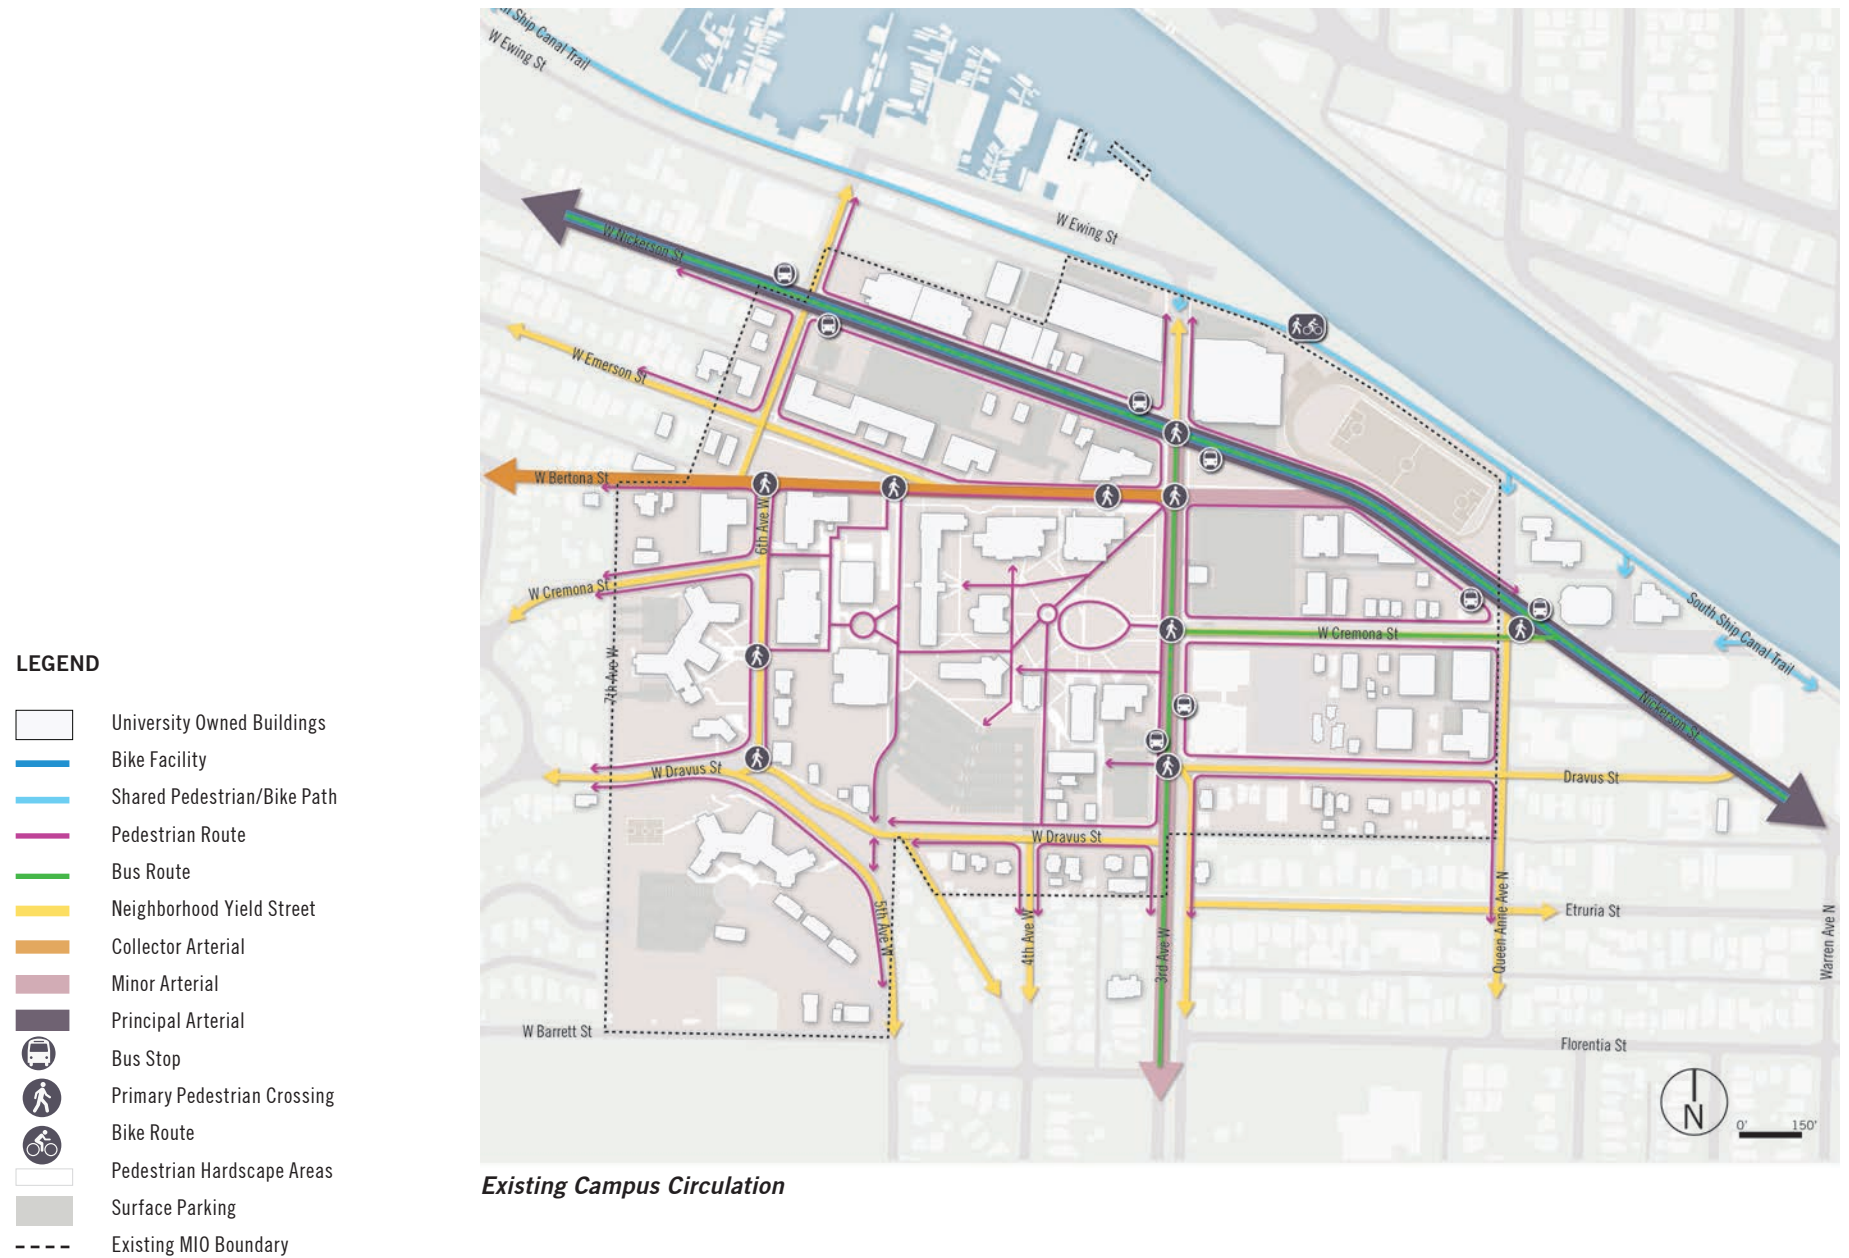 LEGEND
University Owned Buildings
Bike Facility
Shared Pedestrian/Bike Path
Pedestrian Route
Bus Route
Neighborhood Yield Street
Collector Arterial
Minor Arterial
Principal Arterial
Bus Stop
Primary Pedestrian Crossing
Bike Route
Pedestrian Hardscape Areas
Surface Parking
Existing MIO Boundary
Ship Canal Trail
W Ewing St
W Ewing St
W Nickerson St
W Emerson St
W Bertona St
6th Ave W
W Cremona St
W Cremona St
South Ship Canal Trail
7th Ave W
Nickerson St
W Dravus St
Dravus St
W Dravus St
5th Ave W
4th Ave W
3rd Ave W
Queen Anne Ave N
Etruria St
Warren Ave N
W Barrett St
Florentia St
N
0' 150'
Existing Campus Circulation